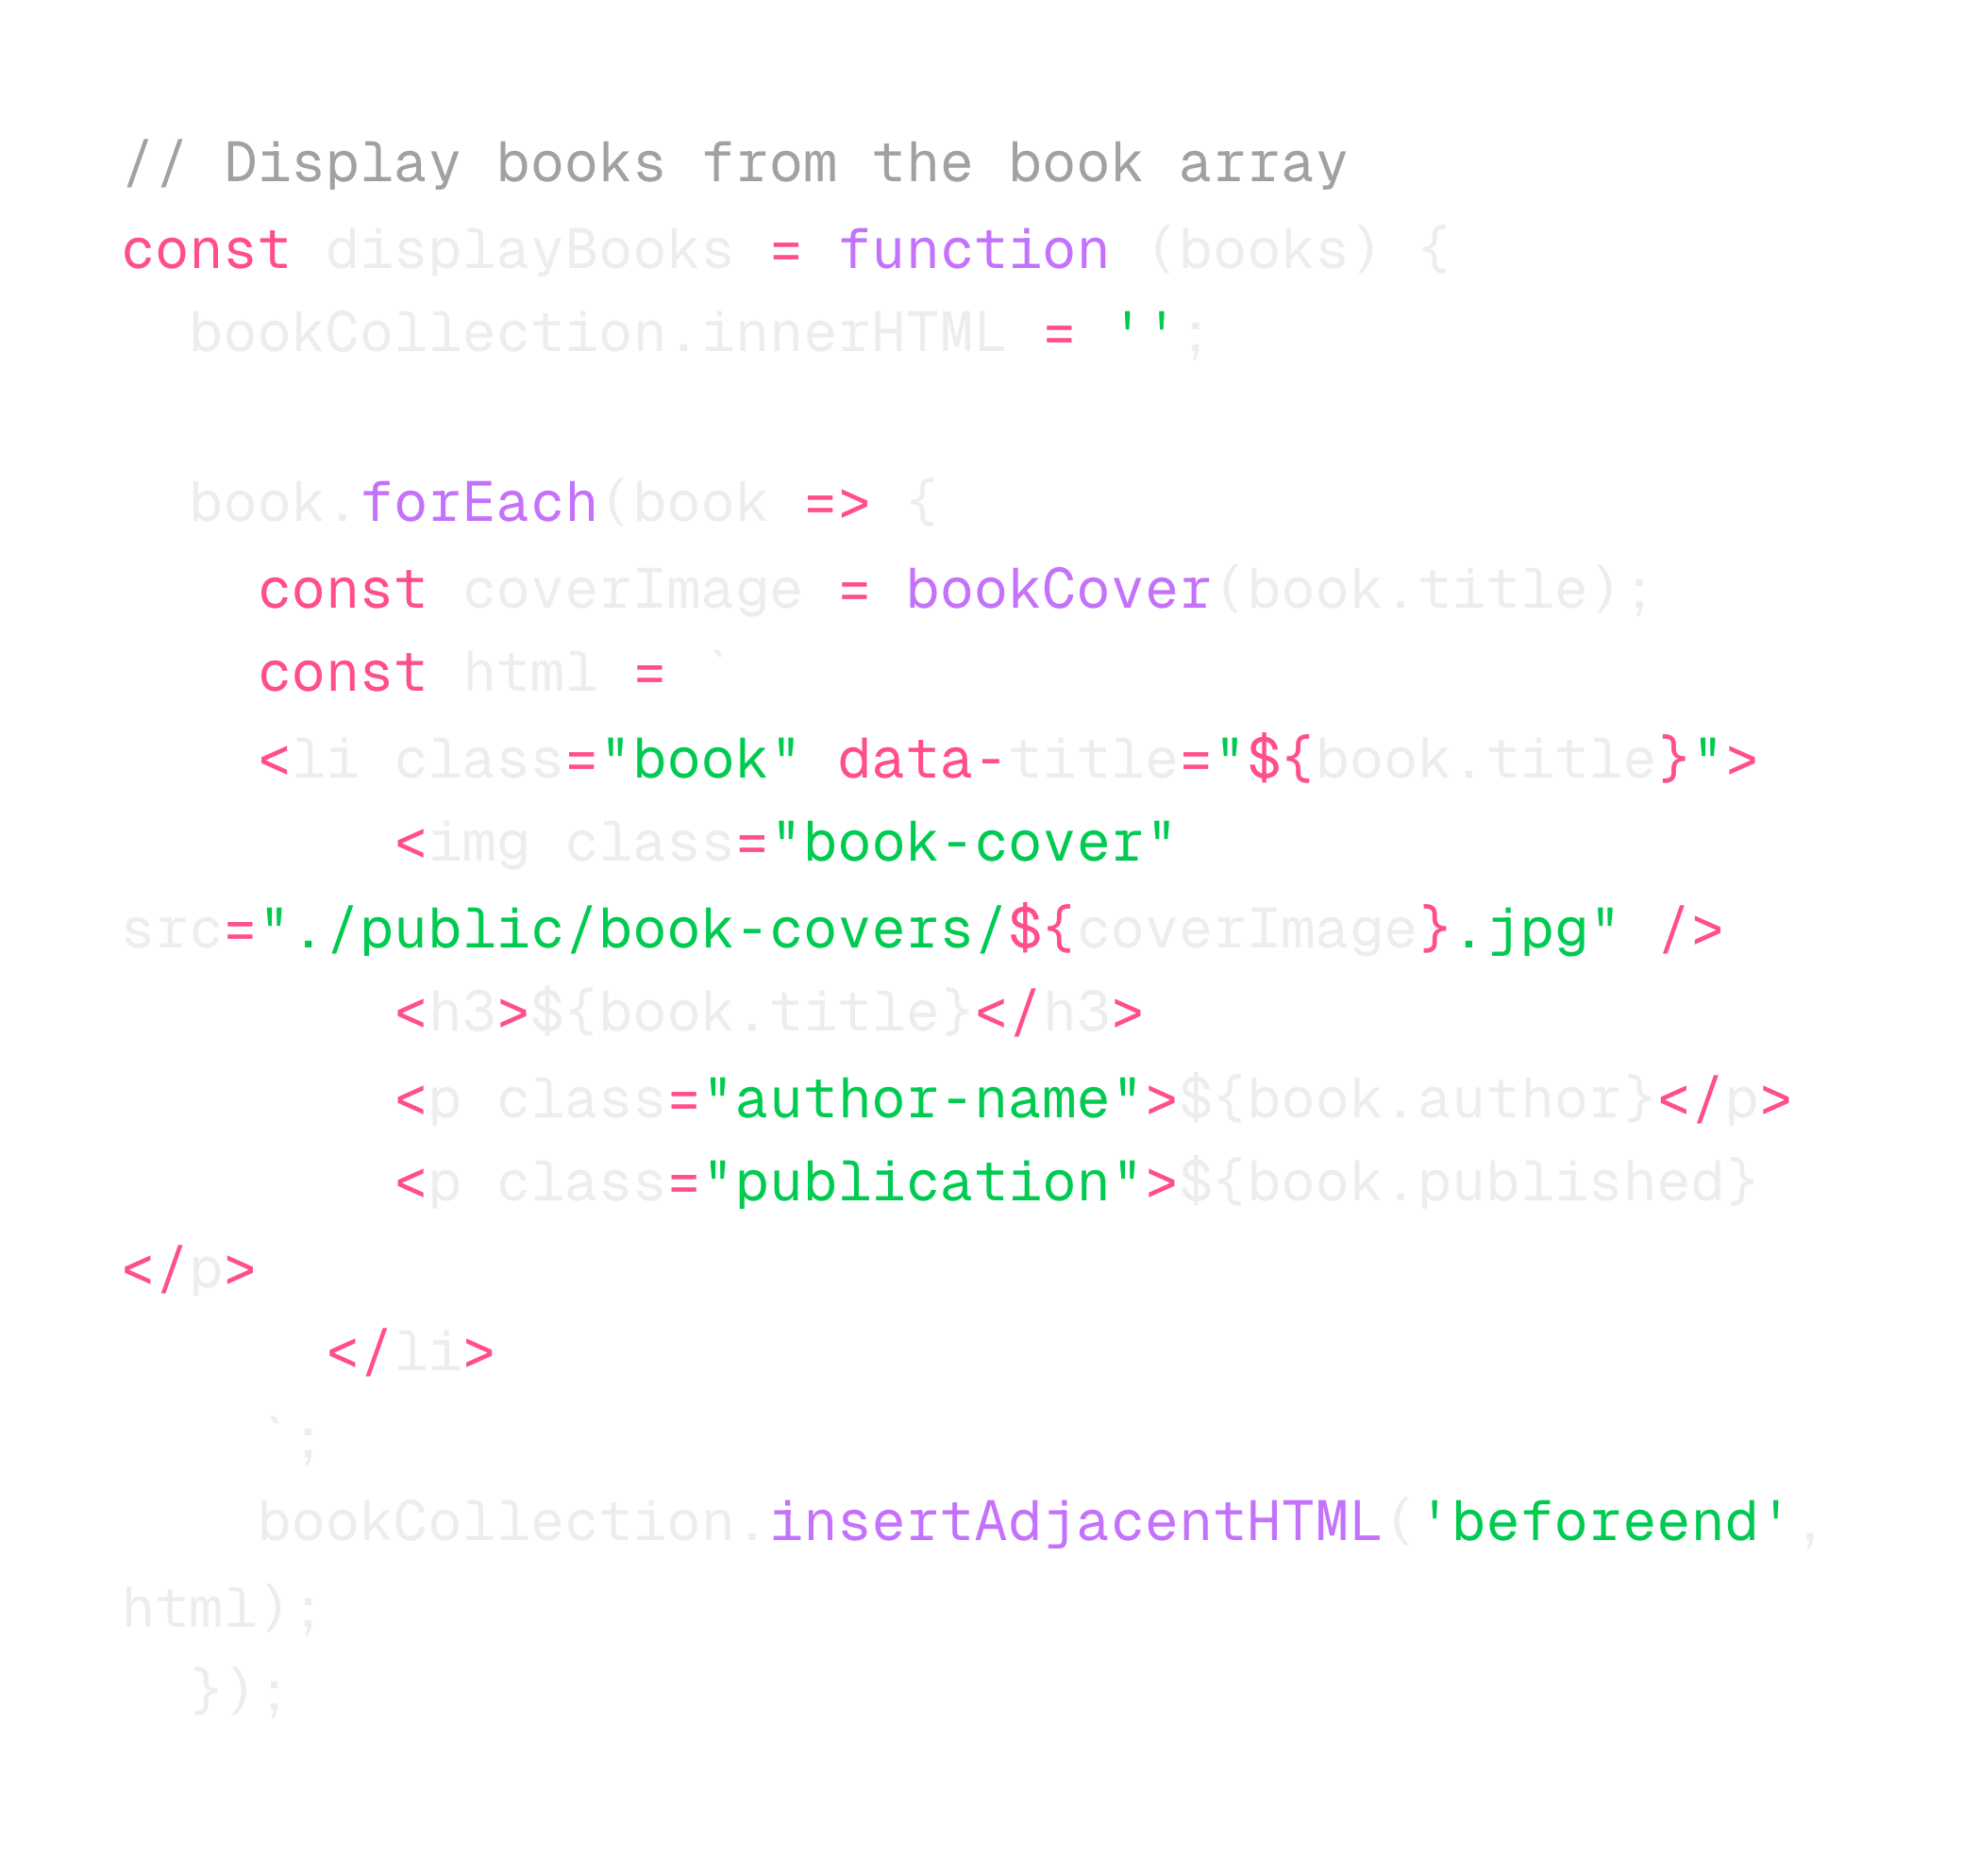 // Display books from the book array
const displayBooks = function (books) {
  bookCollection.innerHTML = '';

  book.forEach(book => {
    const coverImage = bookCover(book.title);
    const html = `
    <li class="book" data-title="${book.title}">
        <img class="book-cover"
src="./public/book-covers/${coverImage}.jpg" />
        <h3>${book.title}</h3>
        <p class="author-name">${book.author}</p>
        <p class="publication">${book.published}
</p>
      </li>
    `;
    bookCollection.insertAdjacentHTML('beforeend',
html);
  });